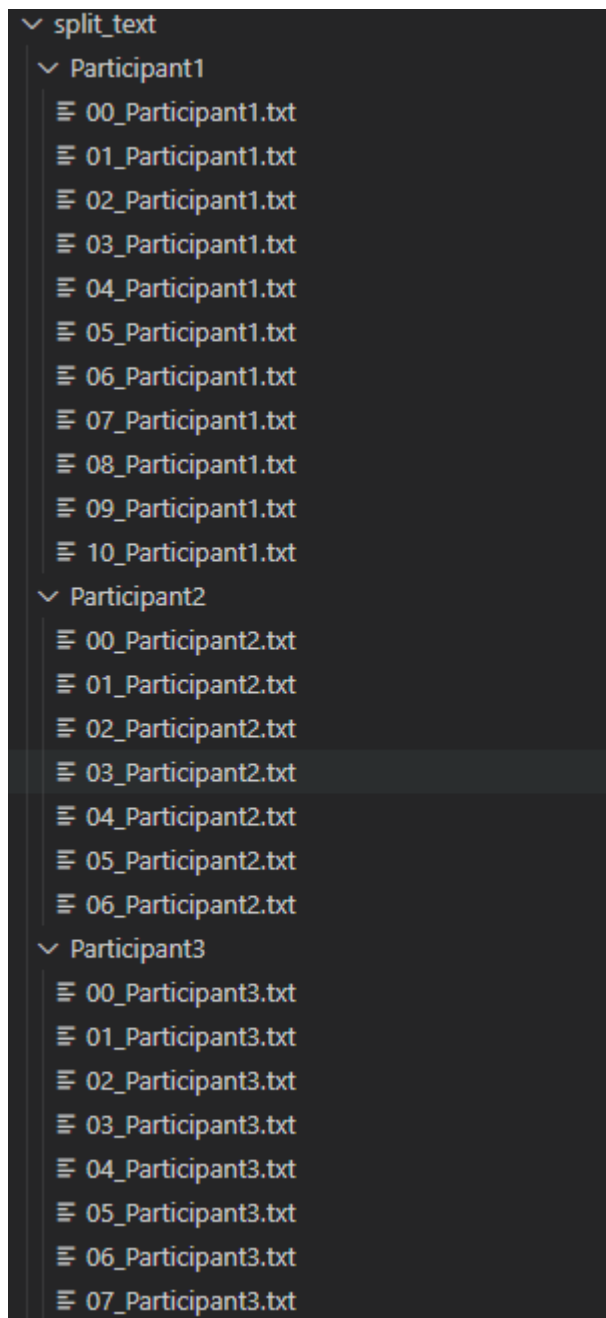 split_text
Participant1
00_Participant1.txt
01_Participant1.txt
02_Participant1.txt
03_Participant1.txt
04_Participant1.txt
05_Participant1.txt
06_Participant1.txt
07_Participant1.txt
08_Participant1.txt
09_Participant1.txt
10_Participant1.txt
Participant2
00_Participant2.txt
01_Participant2.txt
02_Participant2.txt
03_Participant2.txt
04_Participant2.txt
05_Participant2.txt
06_Participant2.txt
Participant3
00_Participant3.txt
01_Participant3.txt
02_Participant3.txt
03_Participant3.txt
04_Participant3.txt
05_Participant3.txt
06_Participant3.txt
07_Participant3.txt